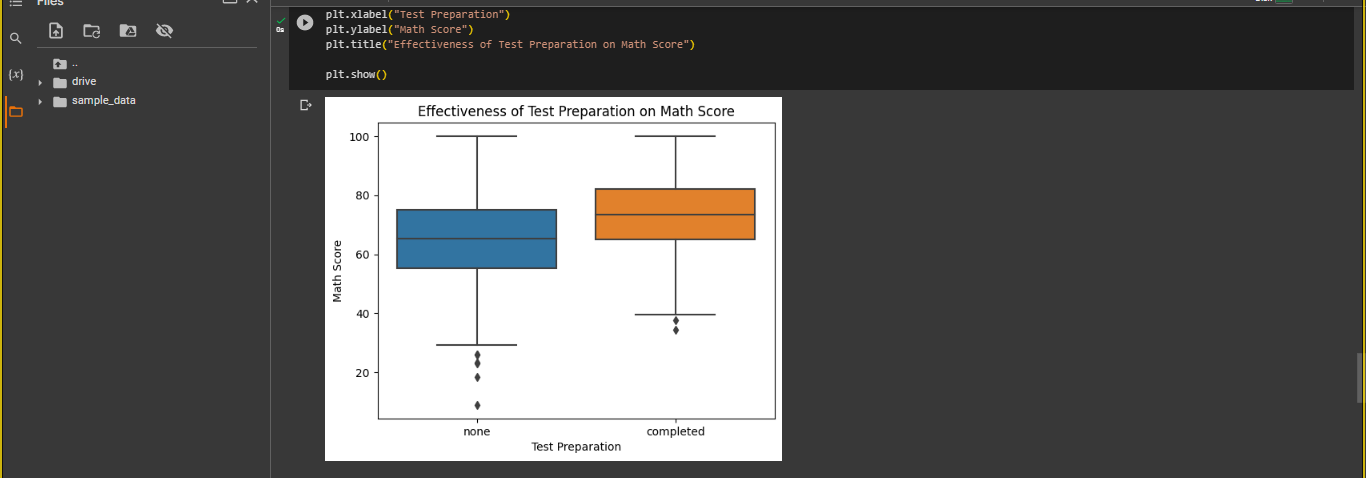 Files
..
drive
sample_data
{x}
0s
plt.xlabel("Test Preparation")
plt.ylabel("Math Score")
plt.title("Effectiveness of Test Preparation on Math Score")
plt.show()
Effectiveness of Test Preparation on Math Score
100
80
60
40
20
Math Score
none
completed
Test Preparation